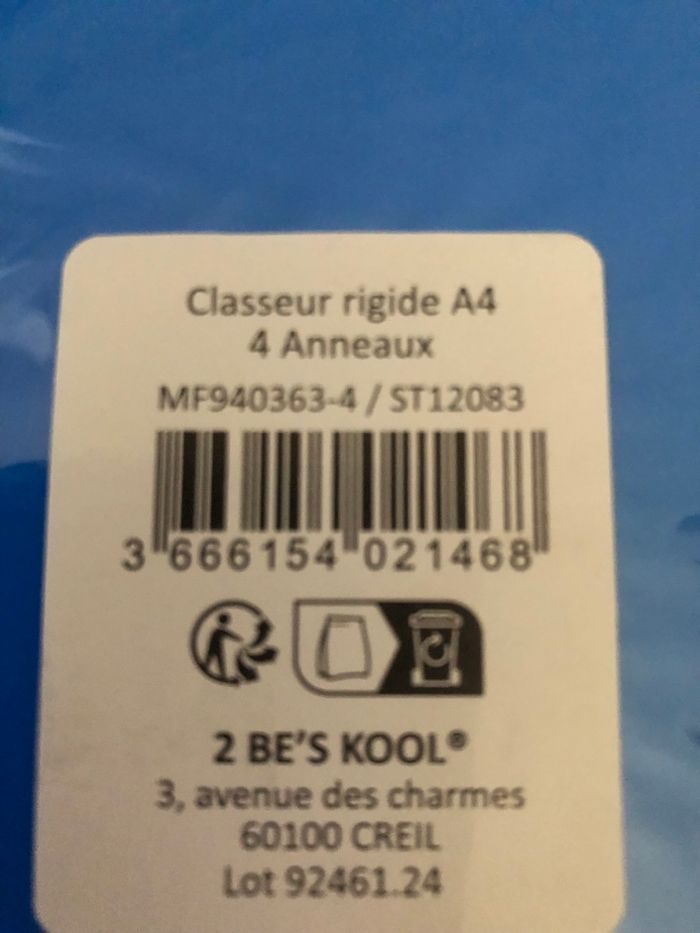 Classeur rigide A4
4 Anneaux
MF940363-4 / ST12083
3 666154 021468
2 BE'S KOOL®
3, avenue des charmes
60100 CREIL
Lot 92461.24